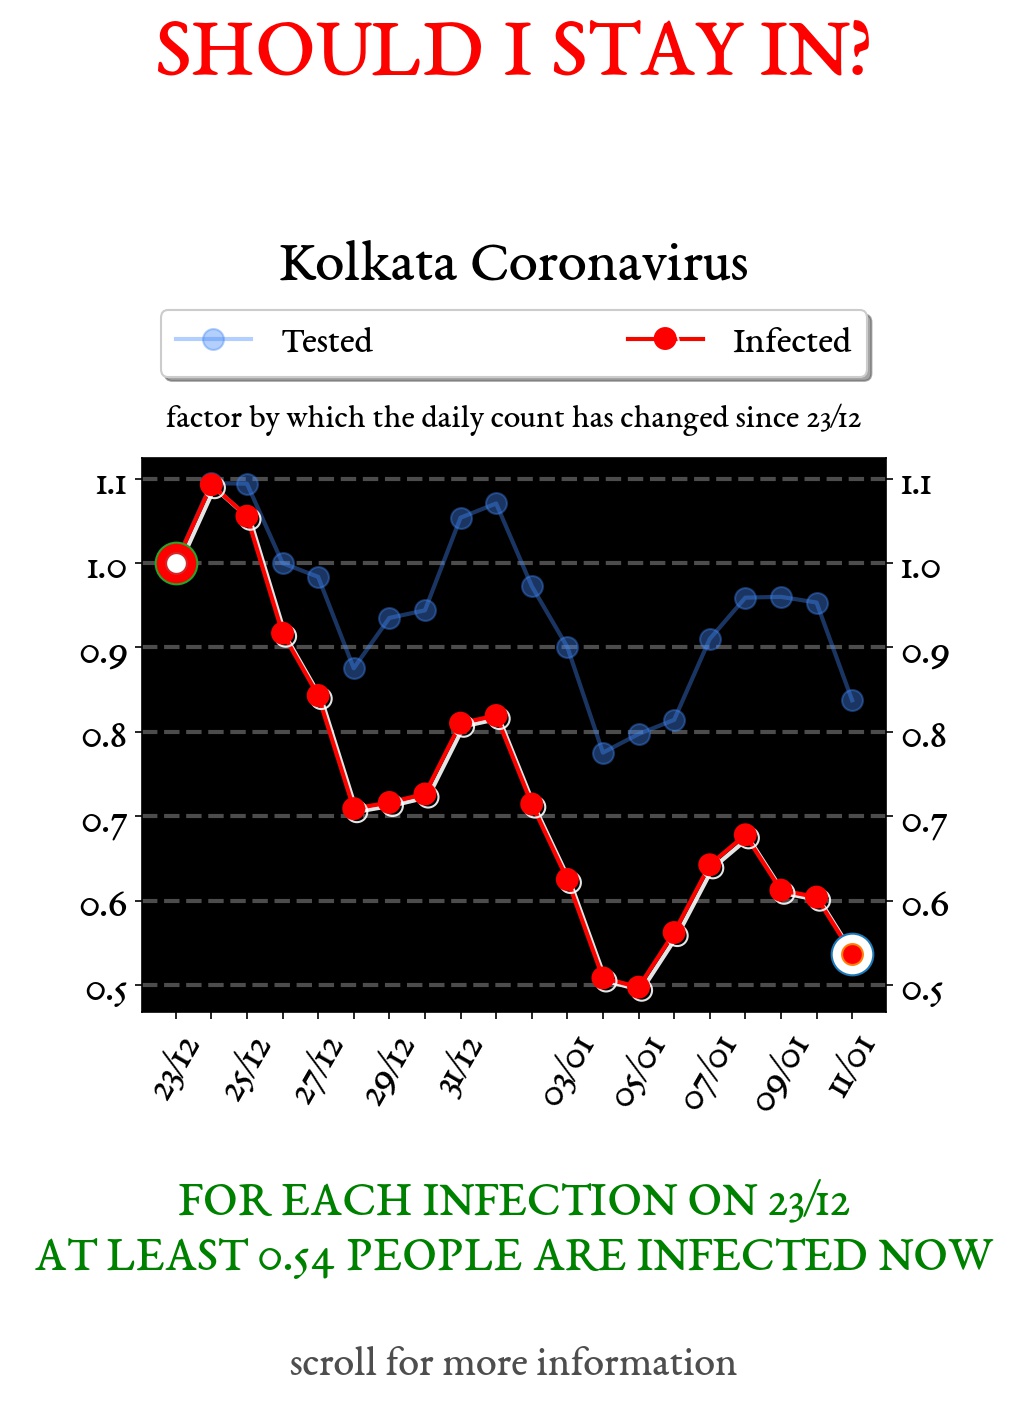 SHOULD I STAY IN?
Kolkata Coronavirus
Tested Infected
factor by which the daily count has changed since 23/12
1.1 1.1
1.0 1.0
0.9 0.9
0.8 0.8
0.7 0.7
0.6 0.6
0.5 0.5
23/12 25/12 27/12 29/12 31/12 03/01 05/01 07/01 09/01 11/01
FOR EACH INFECTION ON 23/12
AT LEAST 0.54 PEOPLE ARE INFECTED NOW
scroll for more information